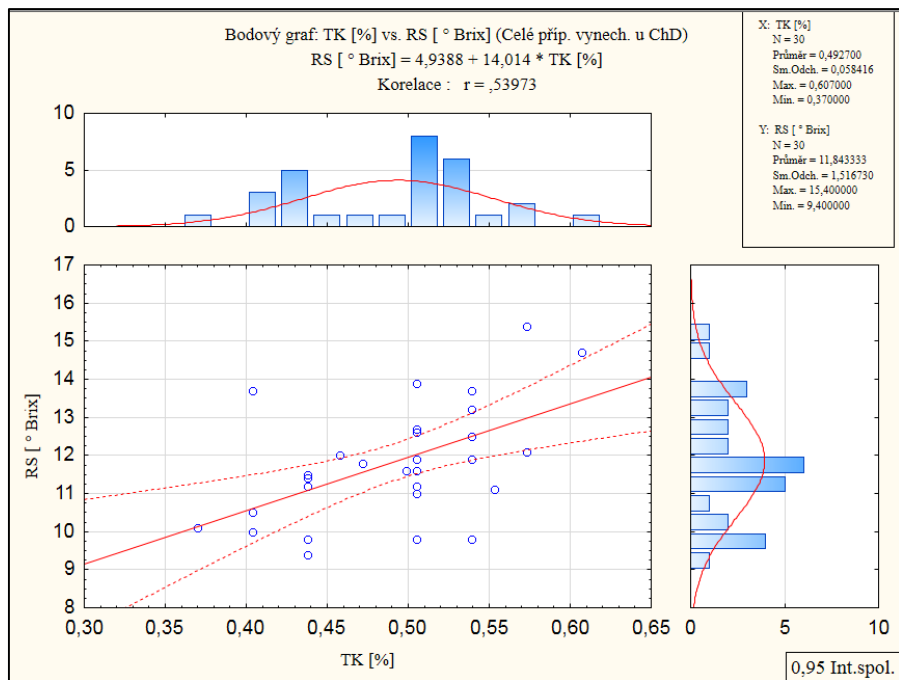 Bodový graf: TK [%] vs. RS [ ° Brix] (Celé příp. vynech. u ChD)
RS [ ° Brix] = 4,9388 + 14,014 * TK [%]
Korelace : r = ,53973
X: TK [%]
N = 30
Průměr = 0,492700
Sm.Odch. = 0,058416
Max. = 0,607000
Min. = 0,370000
Y: RS [ ° Brix]
N = 30
Průměr = 11,843333
Sm.Odch. = 1,516730
Max. = 15,400000
Min. = 9,400000
10
5
0
17
16
15
14
13
12
11
10
9
8
RS [ ° Brix]
0,30 0,35 0,40 0,45 0,50 0,55 0,60 0,65
TK [%]
0 5 10
0,95 Int.spol.